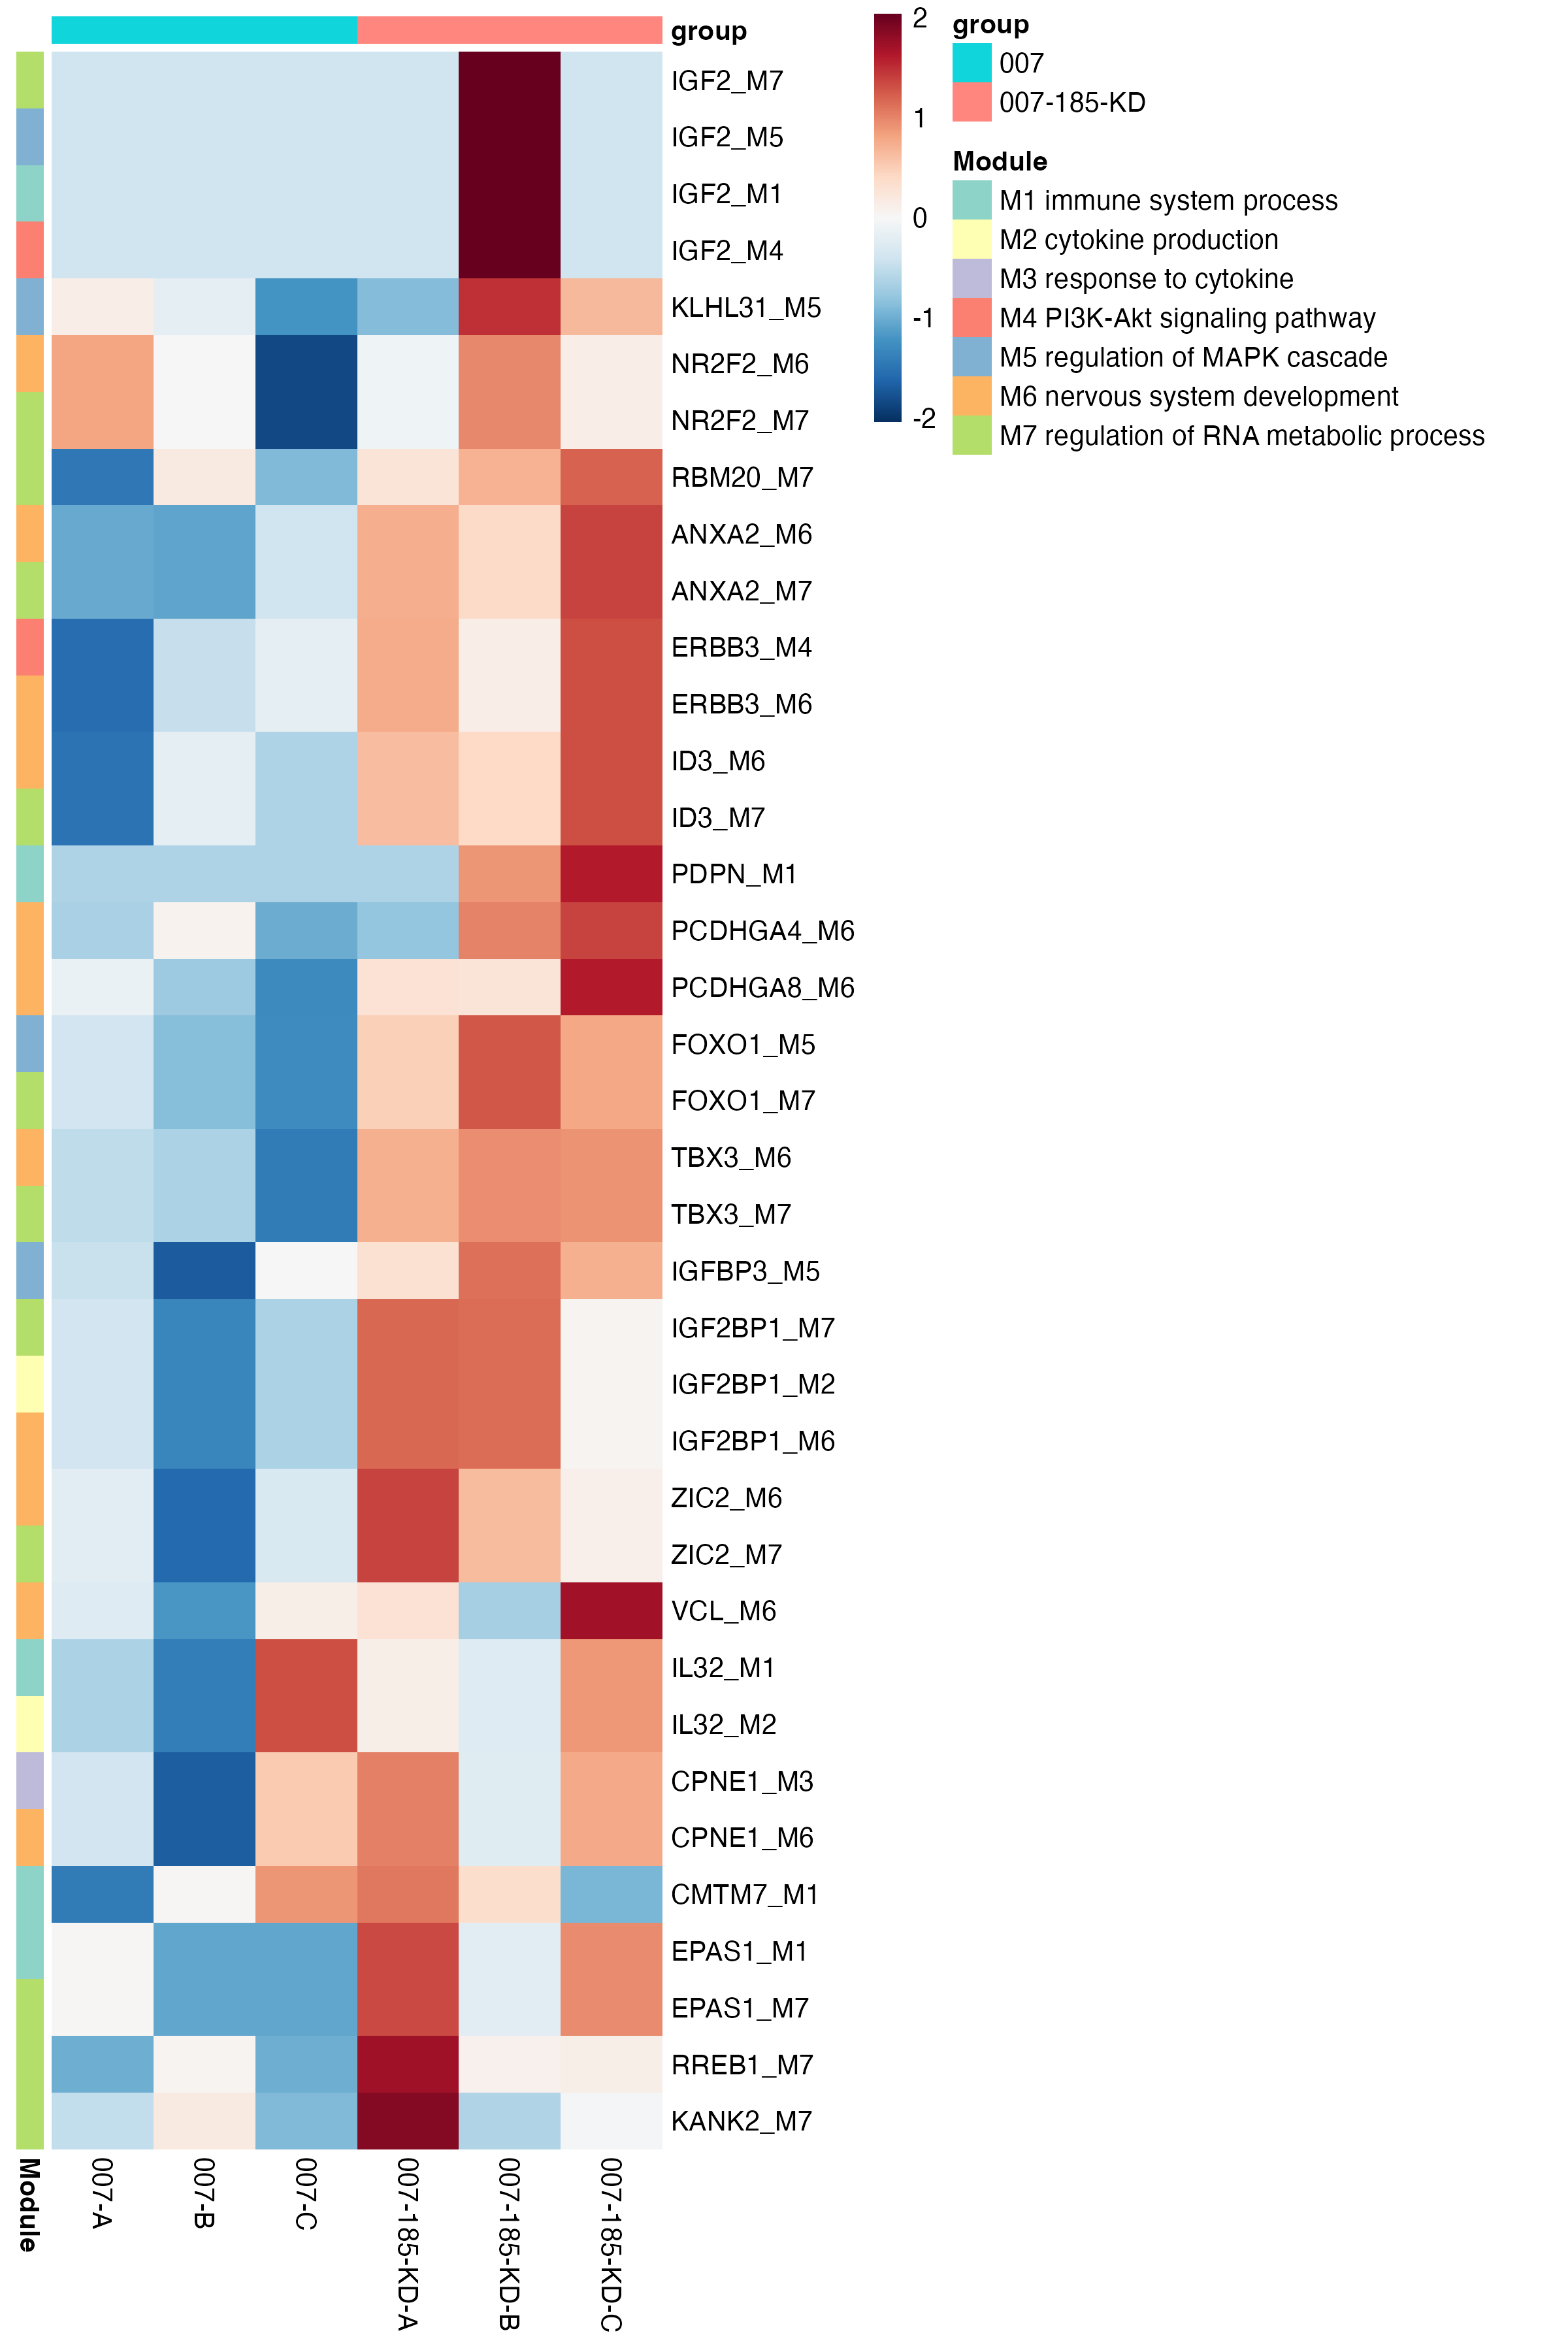 group
IGF2_M7
IGF2_M5
IGF2_M1
IGF2_M4
KLHL31_M5
NR2F2_M6
NR2F2_M7
RBM20_M7
ANXA2_M6
ANXA2_M7
ERBB3_M4
ERBB3_M6
ID3_M6
ID3_M7
PDPN_M1
PCDHGA4_M6
PCDHGA8_M6
FOXO1_M5
FOXO1_M7
TBX3_M6
TBX3_M7
IGFBP3_M5
IGF2BP1_M7
IGF2BP1_M2
IGF2BP1_M6
ZIC2_M6
ZIC2_M7
VCL_M6
IL32_M1
IL32_M2
CPNE1_M3
CPNE1_M6
CMTM7_M1
EPAS1_M1
EPAS1_M7
RREB1_M7
KANK2_M7
Module
007-A
007-B
007-C
007-185-KD-A
007-185-KD-B
007-185-KD-C
2
1
0
-1
-2
group
007
007-185-KD
Module
M1 immune system process
M2 cytokine production
M3 response to cytokine
M4 PI3K-Akt signaling pathway
M5 regulation of MAPK cascade
M6 nervous system development
M7 regulation of RNA metabolic process